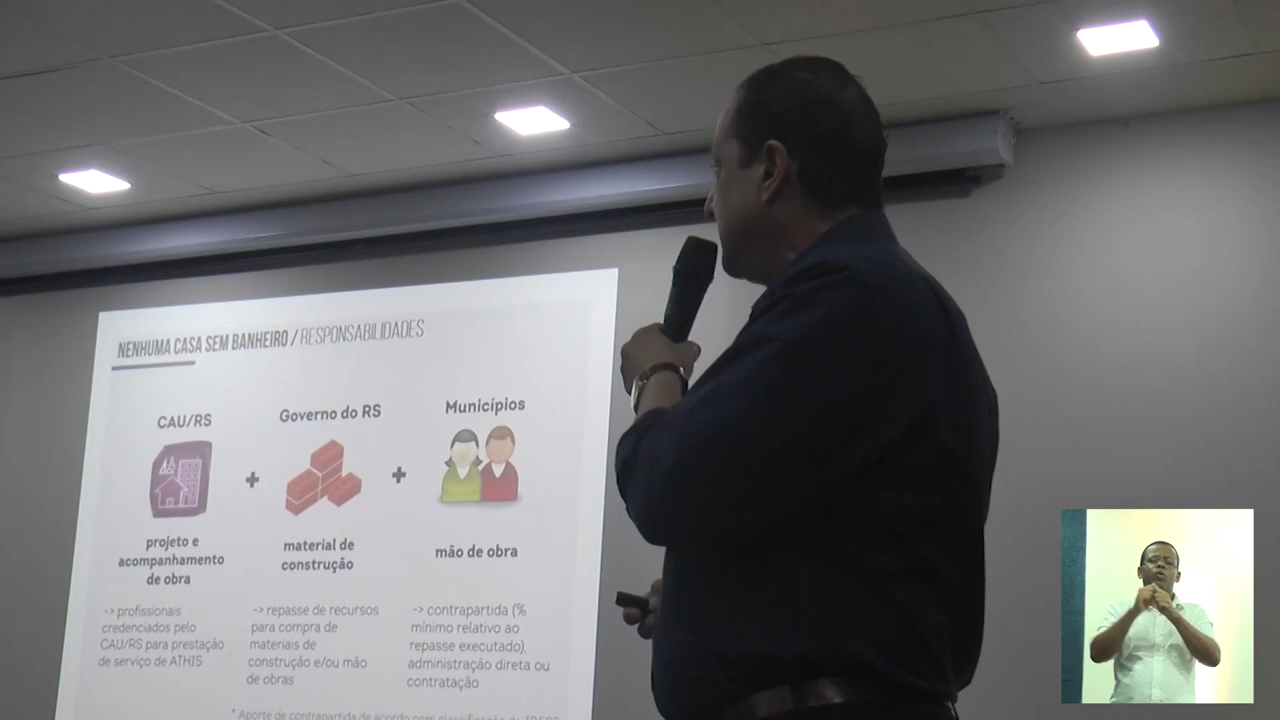 NENHUMA CASA SEM BANHEIRO / RESPONSABILIDADES
CAU/RS
projeto e
acompanhamento
de obra
-> profissionais
credenciados pelo
CAU/RS para prestação
de serviço de ATHIS
+
Governo do RS
material de
construção
-> repasse de recursos
para compra de
materiais de
construção e/ou mão
de obras
+
Municípios
mão de obra
-> contrapartida (%
mínimo relativo ao
repasse executado),
administração direta ou
contratação
* Aporte de contrapartida de acordo com